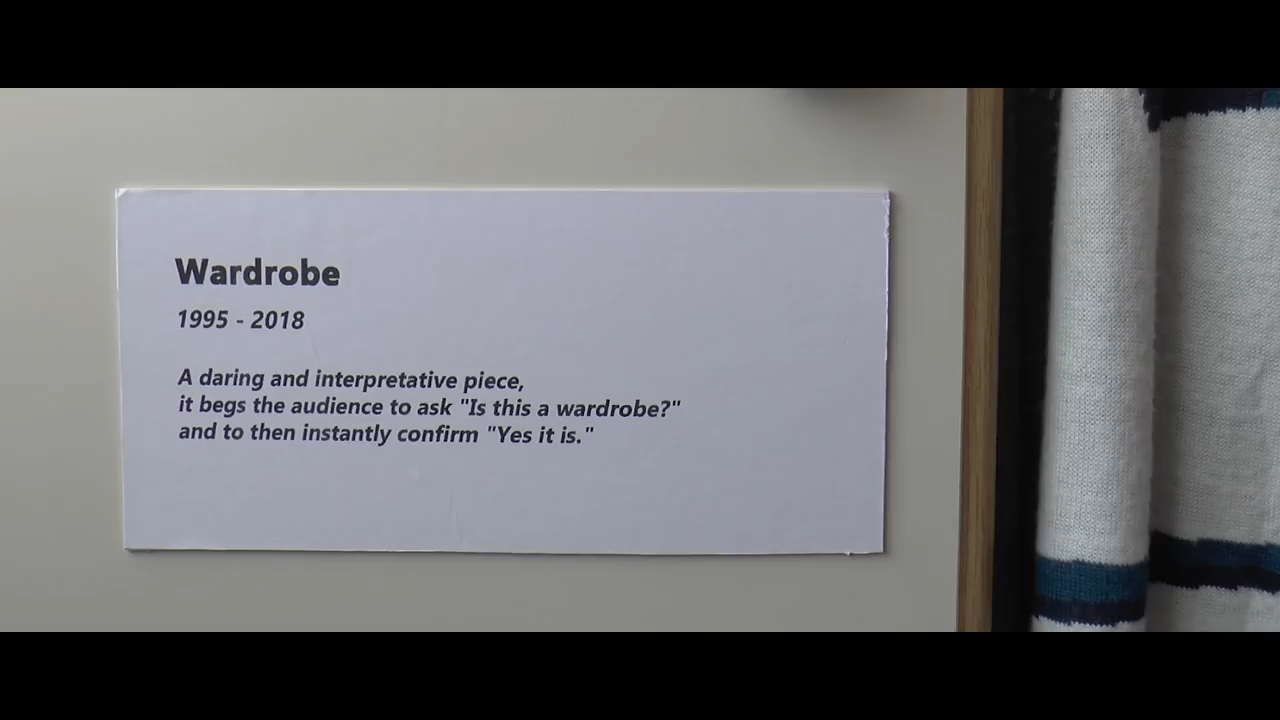 Wardrobe
1995 - 2018
A daring and interpretative piece,
it begs the audience to ask "Is this a wardrobe?"
and to then instantly confirm "Yes it is."